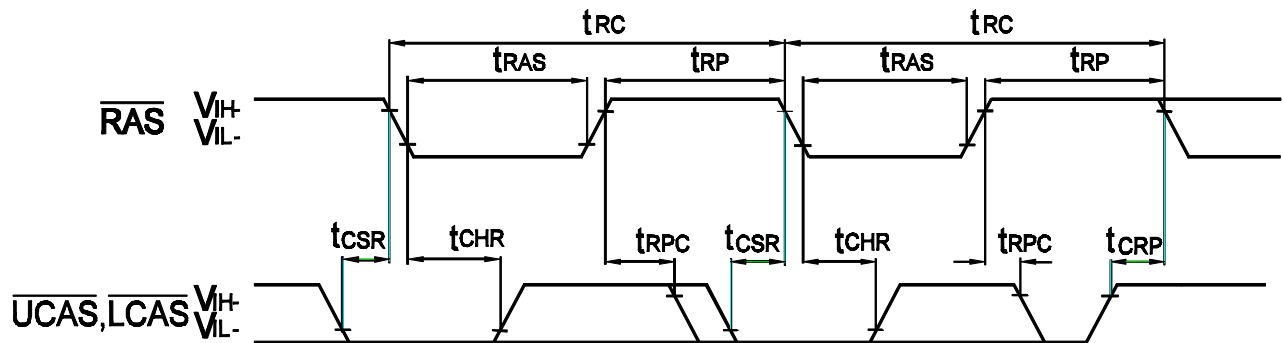 tRC tRC
tRAS tRP tRAS tRP
RAS VIH-
VIL-
tCSR tCHR tRPC tCSR tCHR tRPC tCRP
UCAS,LCAS VIH-
VIL-